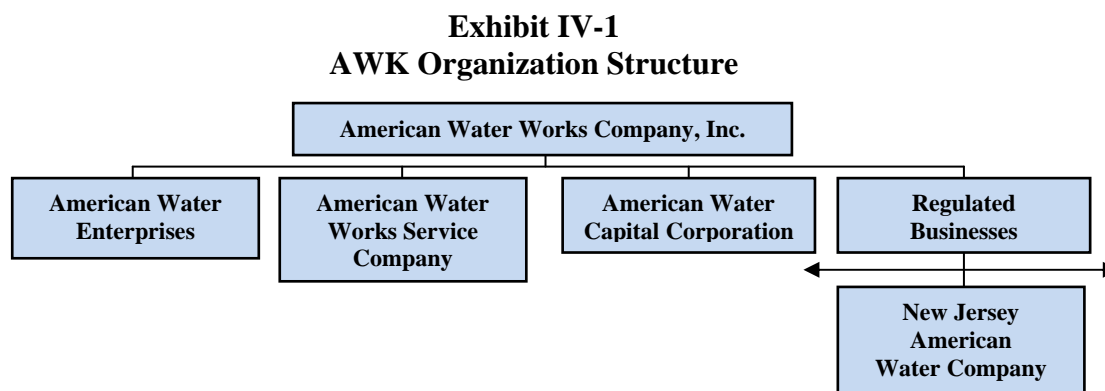 Exhibit IV-1
AWK Organization Structure
American Water Works Company, Inc.
American Water
Enterprises
American Water
Works Service
Company
American Water
Capital Corporation
Regulated
Businesses
New Jersey
American
Water Company